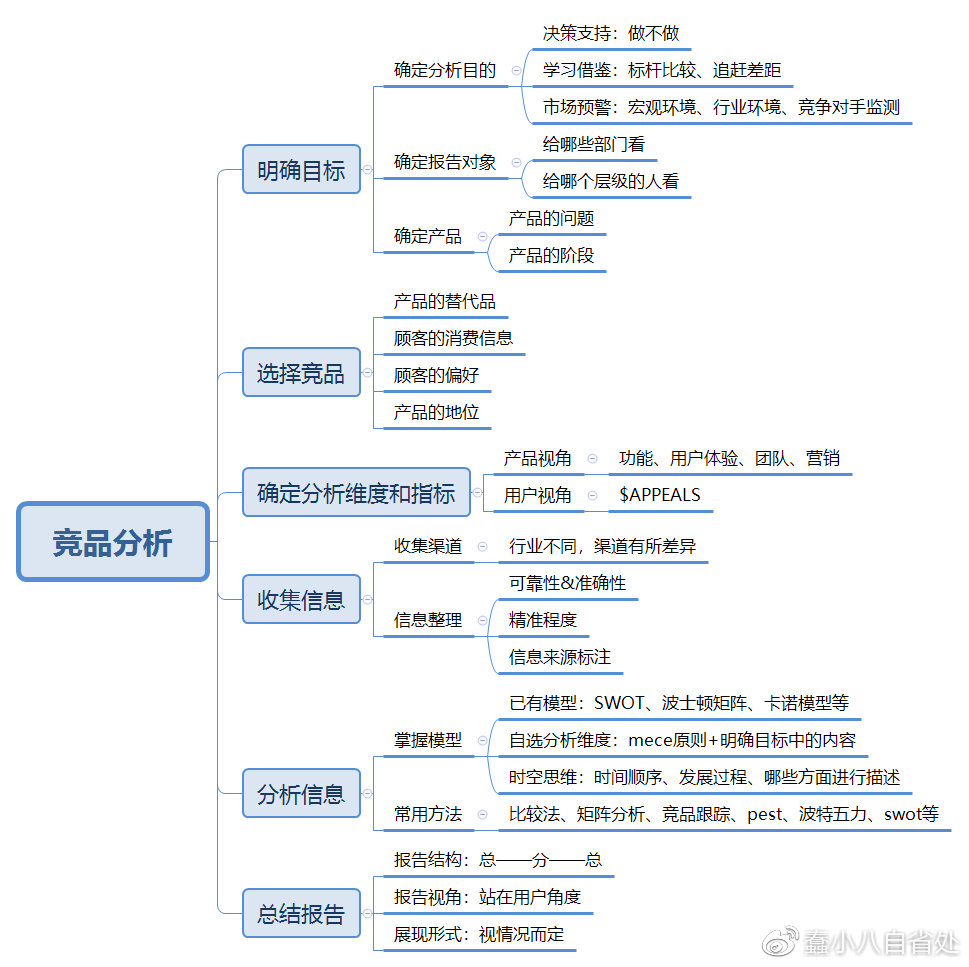 竞品分析
明确目标
确定分析目的
决策支持：做不做
学习借鉴：标杆比较、追赶差距
市场预警：宏观环境、行业环境、竞争对手监测
确定报告对象
给哪些部门看
给哪个层级的人看
确定产品
产品的问题
产品的阶段
选择竞品
产品的替代品
顾客的消费信息
顾客的偏好
产品的地位
确定分析维度和指标
产品视角
功能、用户体验、团队、营销
用户视角
$APPEALS
收集信息
收集渠道
行业不同，渠道有所差异
信息整理
可靠性&准确性
精准程度
信息来源标注
分析信息
掌握模型
已有模型：SWOT、波士顿矩阵、卡诺模型等
自选分析维度：mece原则+明确目标中的内容
时空思维：时间顺序、发展过程、哪些方面进行描述
常用方法
比较法、矩阵分析、竞品跟踪、pest、波特五力、swot等
总结报告
报告结构：总——分——总
报告视角：站在用户角度
展现形式：视情况而定
蠢小八自省处